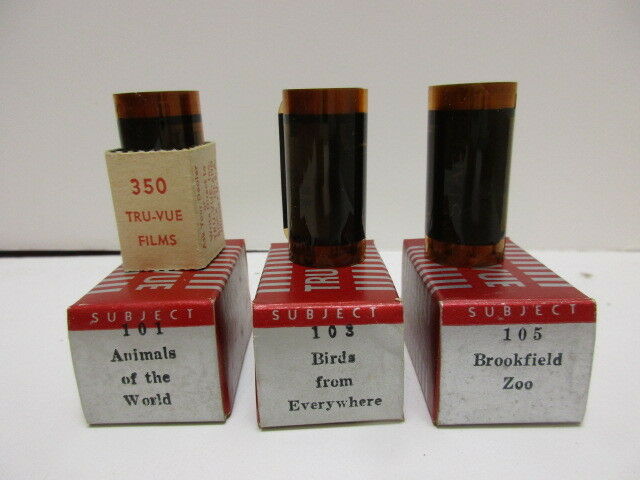 350
TRU-VUE
FILMS
SUBJECT
101
Animals
of the
World
TRU
SUBJECT
103
Birds
from
Everywhere
SUBJECT
105
Brookfield
Zoo